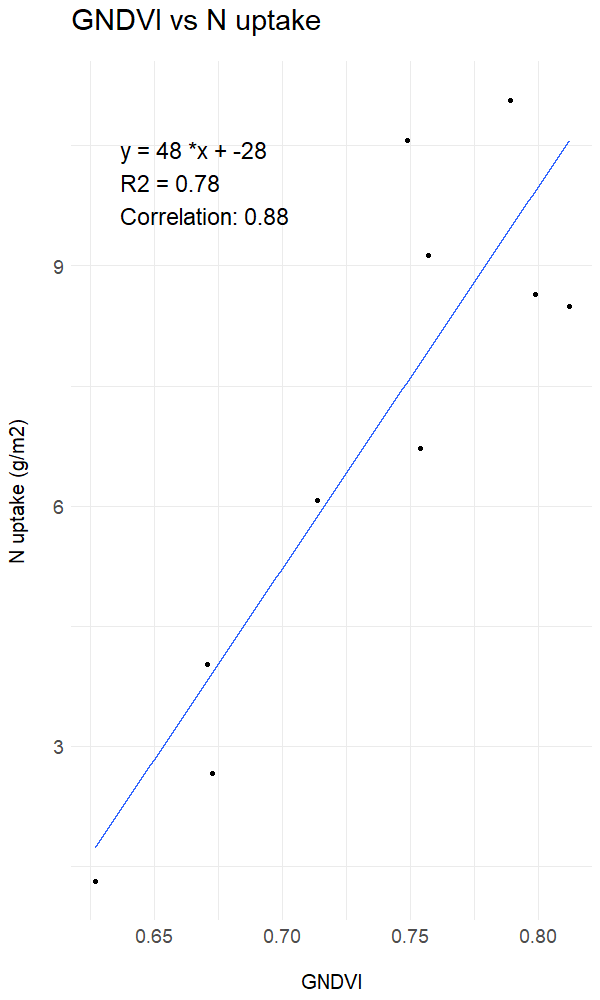 GNDVI vs N uptake
y = 48 *x + -28
R2 = 0.78
Correlation: 0.88
9
6
3
N uptake (g/m2)
0.65 0.70 0.75 0.80
GNDVI